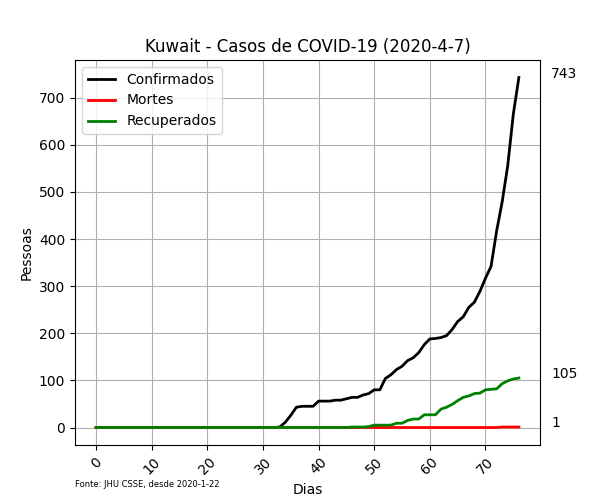 Kuwait - Casos de COVID-19 (2020-4-7)
Confirmados
Mortes
Recuperados
743
105
1
Pessoas
700
600
500
400
300
200
100
0
0 10 20 30 40 50 60 70
Dias
Fonte: JHU CSSE, desde 2020-1-22